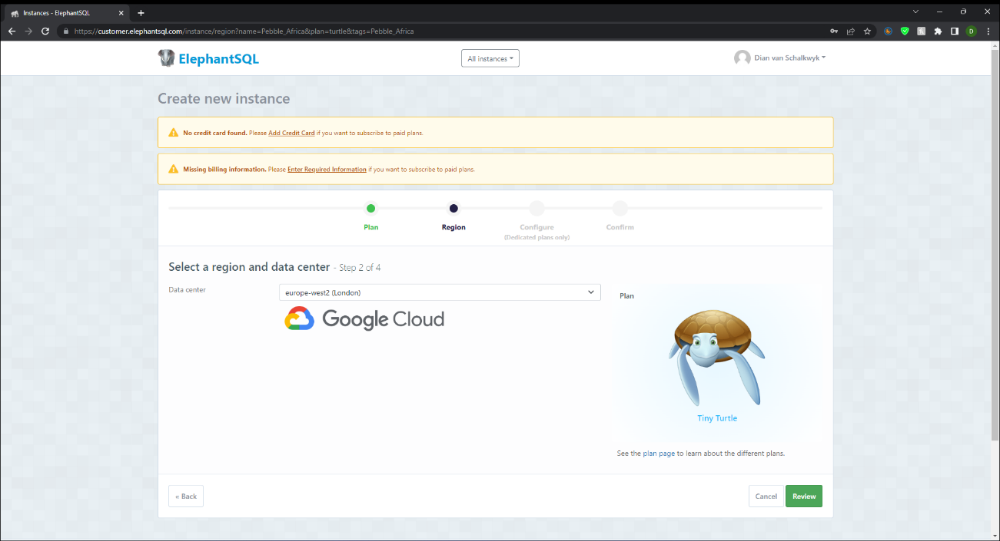 Instances - ElephantSQL
https://customer.elephantsql.com/instance/region?name=Pebble_Africa&plan=turtle&tags=Pebble_Africa
D
ElephantSQL
All instances
Dian van Schalkwyk
Create new instance
No credit card found. Please Add Credit Card if you want to subscribe to paid plans.
Missing billing information. Please Enter Required Information if you want to subscribe to paid plans.
Plan
Region
Configure
(Dedicated plans only)
Confirm
Select a region and data center - Step 2 of 4
Data center
europe-west2 (London)
Google Cloud
Plan
Tiny Turtle
See the plan page to learn about the different plans.
« Back
Cancel
Review